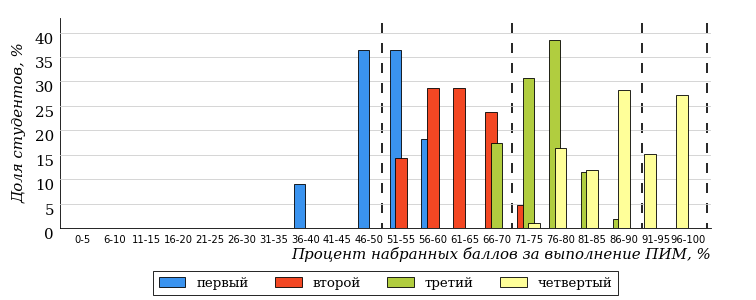 Доля студентов, %
40
35
30
25
20
15
10
5
0
0-5 6-10 11-15 16-20 21-25 26-30 31-35 36-40 41-45 46-50 51-55 56-60 61-65 66-70 71-75 76-80 81-85 86-90 91-95 96-100
Процент набранных баллов за выполнение ПИМ, %
первый второй третий четвертый